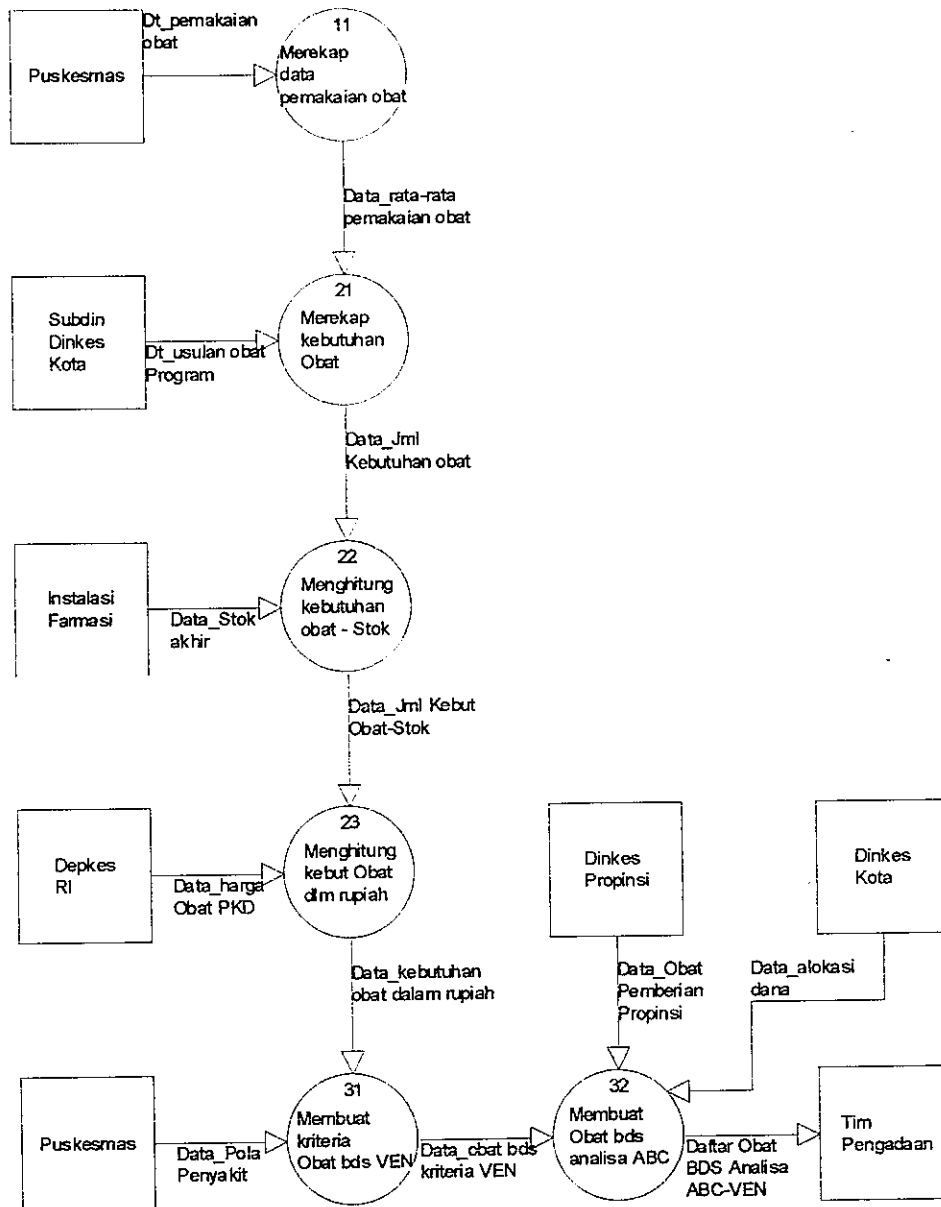 Dt_pemakaian
obat
Puskesmas
11
Merekap
data
pemakaian obat
Data_rata-rata
pemakaian obat
Subdin
Dinkes
Kota
Dt_usulan obat
Program
21
Merekap
kebutuhan
Obat
Data_Jml
Kebutuhan obat
Instalasi
Farmasi
Data_Stok
akhir
22
Menghitung
kebutuhan
obat - Stok
Data_Jml Kebut
Obat-Stok
Depkes
RI
Data_harga
Obat PKD
23
Menghitung
kebut Obat
dlm rupiah
Dinkes
Propinsi
Dinkes
Kota
Data_kebutuhan
obat dalam rupiah
Data_Obat
Pemberian
Propinsi
Data_alokasi
dana
Puskesmas
Data_Pola
Penyakit
31
Membuat
kriteria
Obat bds VEN
Data_obat bds
kriteria VEN
32
Membuat
Obat bds
analisa ABC
Daftar Obat
BDS Analisa
ABC-VEN
Tim
Pengadaan